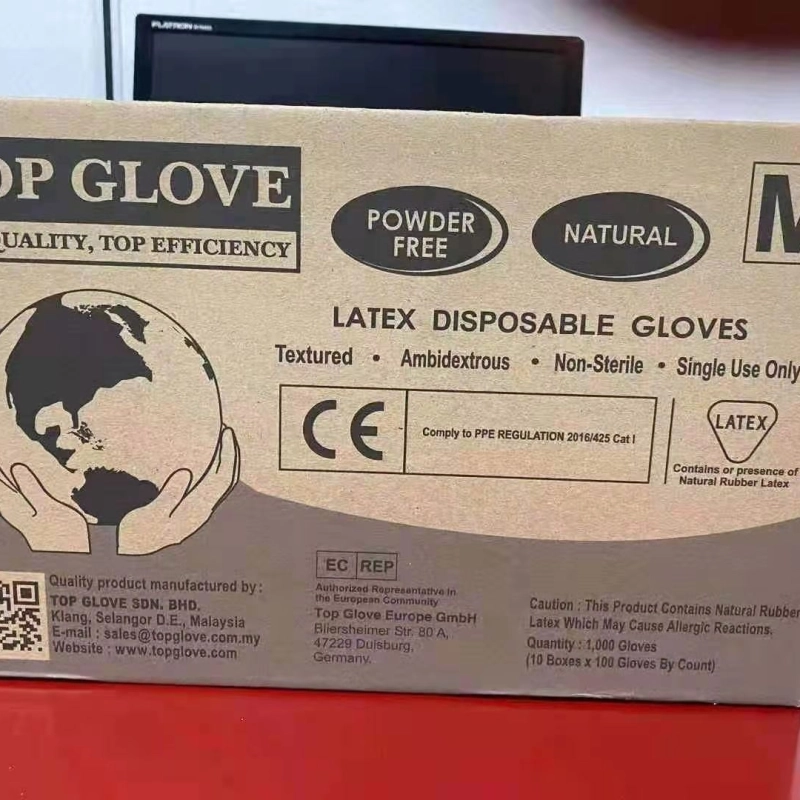 FLATRON
OP GLOVE
UALITY, TOP EFFICIENCY
POWDER
FREE
NATURAL
M
LATEX DISPOSABLE GLOVES
Textured • Ambidextrous • Non-Sterile • Single Use Only
CE
Comply to PPE REGULATION 2016/425 Cat I
LATEX
Contains or presence of
Natural Rubber Latex
Quality product manufactured by :
TOP GLOVE SDN. BHD.
Klang, Selangor D.E., Malaysia
E-mail : sales@topglove.com.my
Website : www.topglove.com
EC REP
Authorized Representative in
the European Community
Top Glove Europe GmbH
Bliersheimer Str. 80 A,
47229 Duisburg,
Germany.
Caution : This Product Contains Natural Rubber
Latex Which May Cause Allergic Reactions.
Quantity : 1,000 Gloves
(10 Boxes x 100 Gloves By Count)